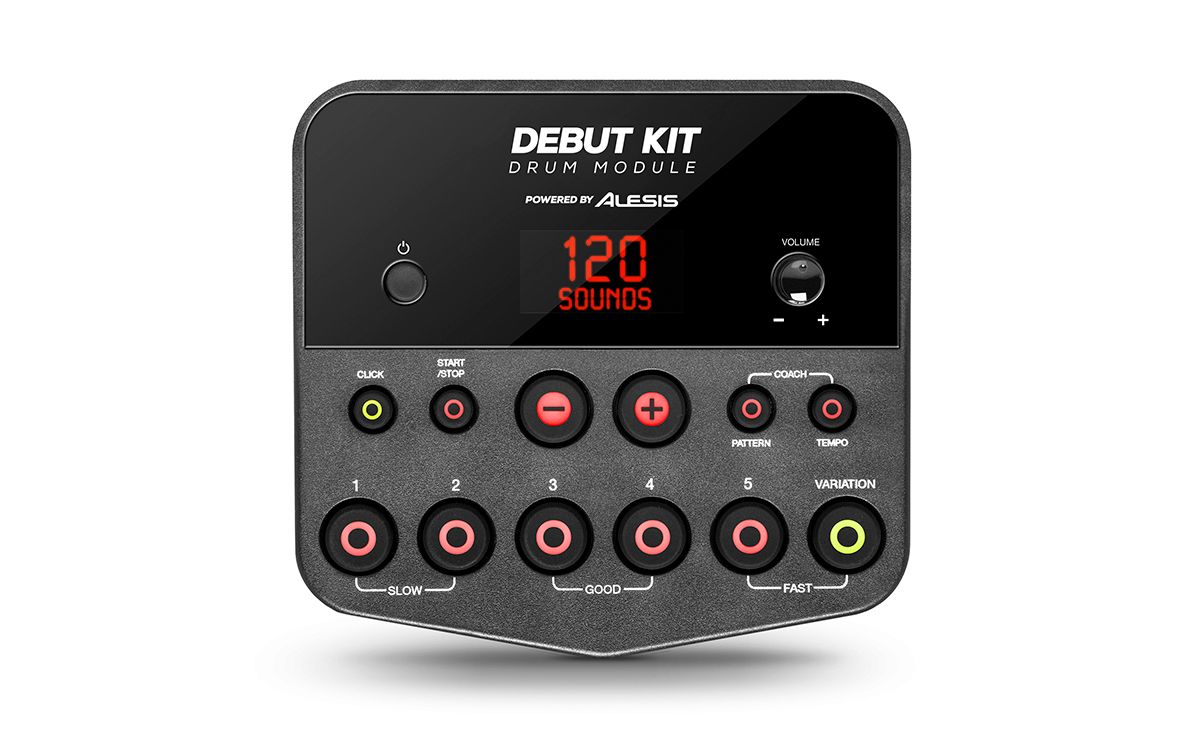 DEBUT KIT
DRUM MODULE
POWERED BY ALESIS
120
SOUNDS
VOLUME
- +
CLICK
START
/STOP
- +
COACH
PATTERN
TEMPO
1 2 3 4 5 VARIATION
SLOW GOOD FAST